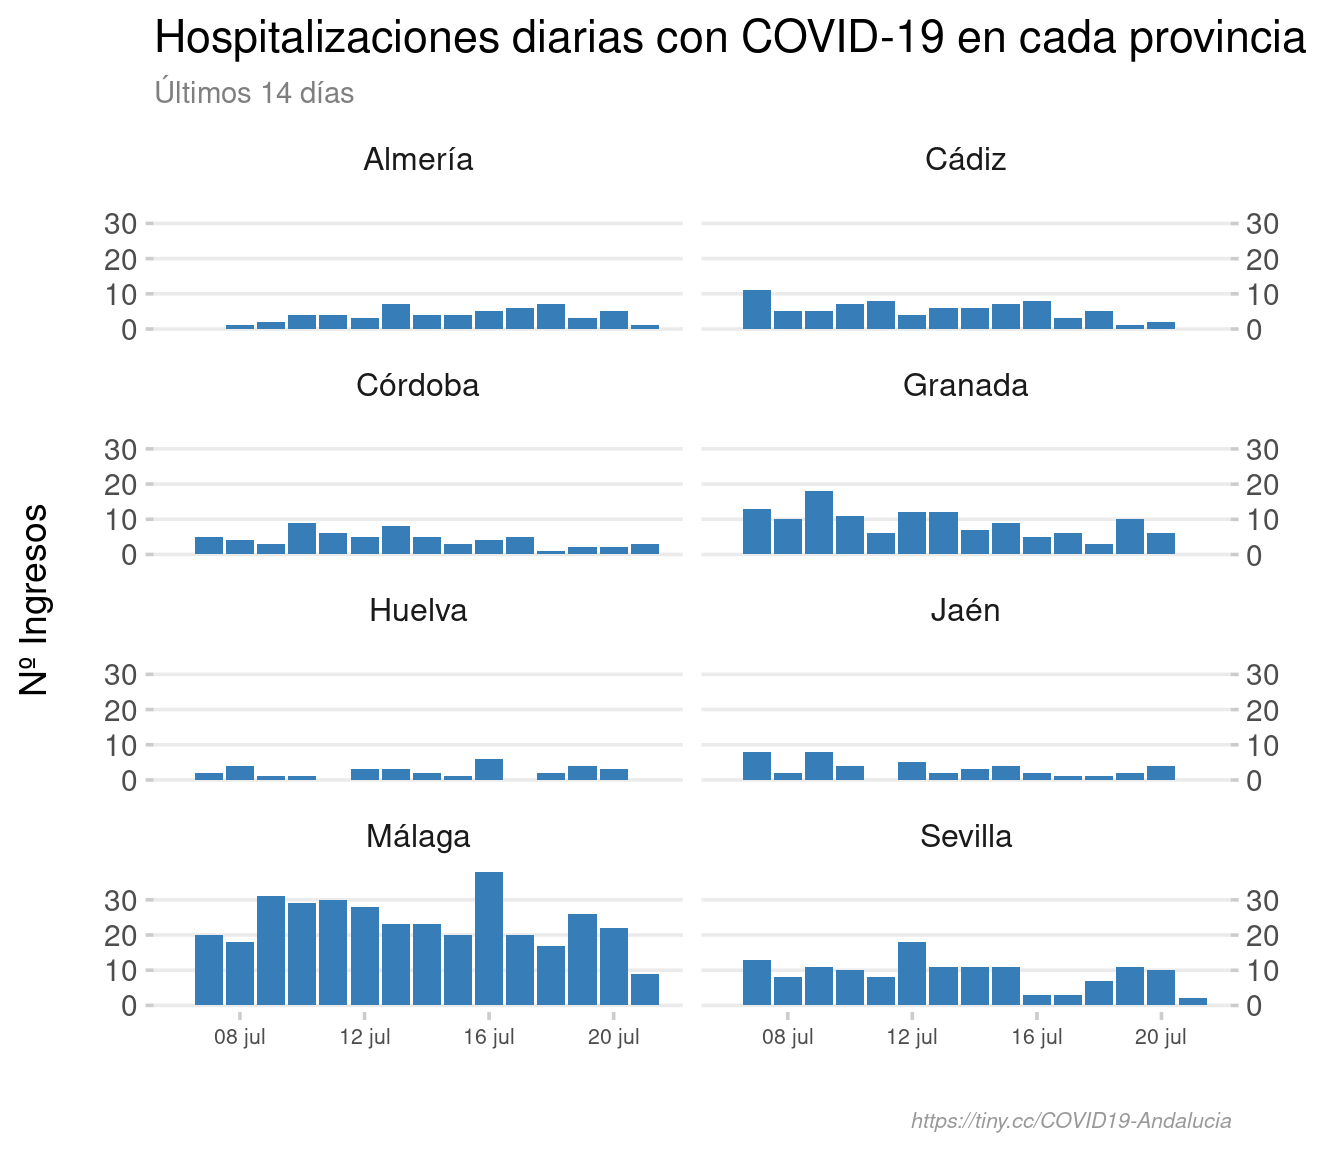 Hospitalizaciones diarias con COVID-19 en cada provincia
Últimos 14 días
Almería
Cádiz
30
20
10
0
30
20
10
0
Córdoba
Granada
30
20
10
0
30
20
10
0
Nº Ingresos
Huelva
Jaén
30
20
10
0
30
20
10
0
Málaga
Sevilla
30
20
10
0
30
20
10
0
08 jul 12 jul 16 jul 20 jul
08 jul 12 jul 16 jul 20 jul
https://tiny.cc/COVID19-Andalucia